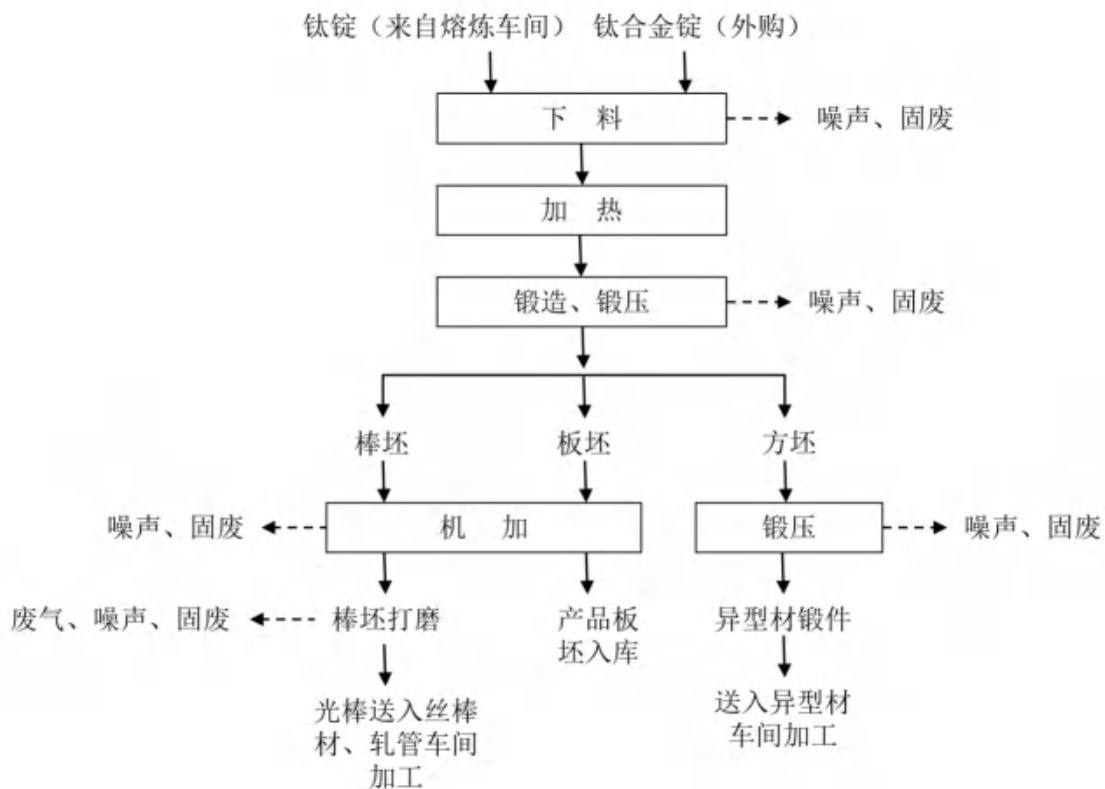 钛锭（来自熔炼车间） 钛合金锭（外购）
下 料
噪声、固废
加 热
锻造、锻压
噪声、固废
棒坯
板坯
方坯
噪声、固废
机 加
锻压
噪声、固废
废气、噪声、固废
棒坯打磨
产品板
坯入库
异型材锻件
光棒送入丝棒
材、轧管车间
加工
送入异型材
车间加工